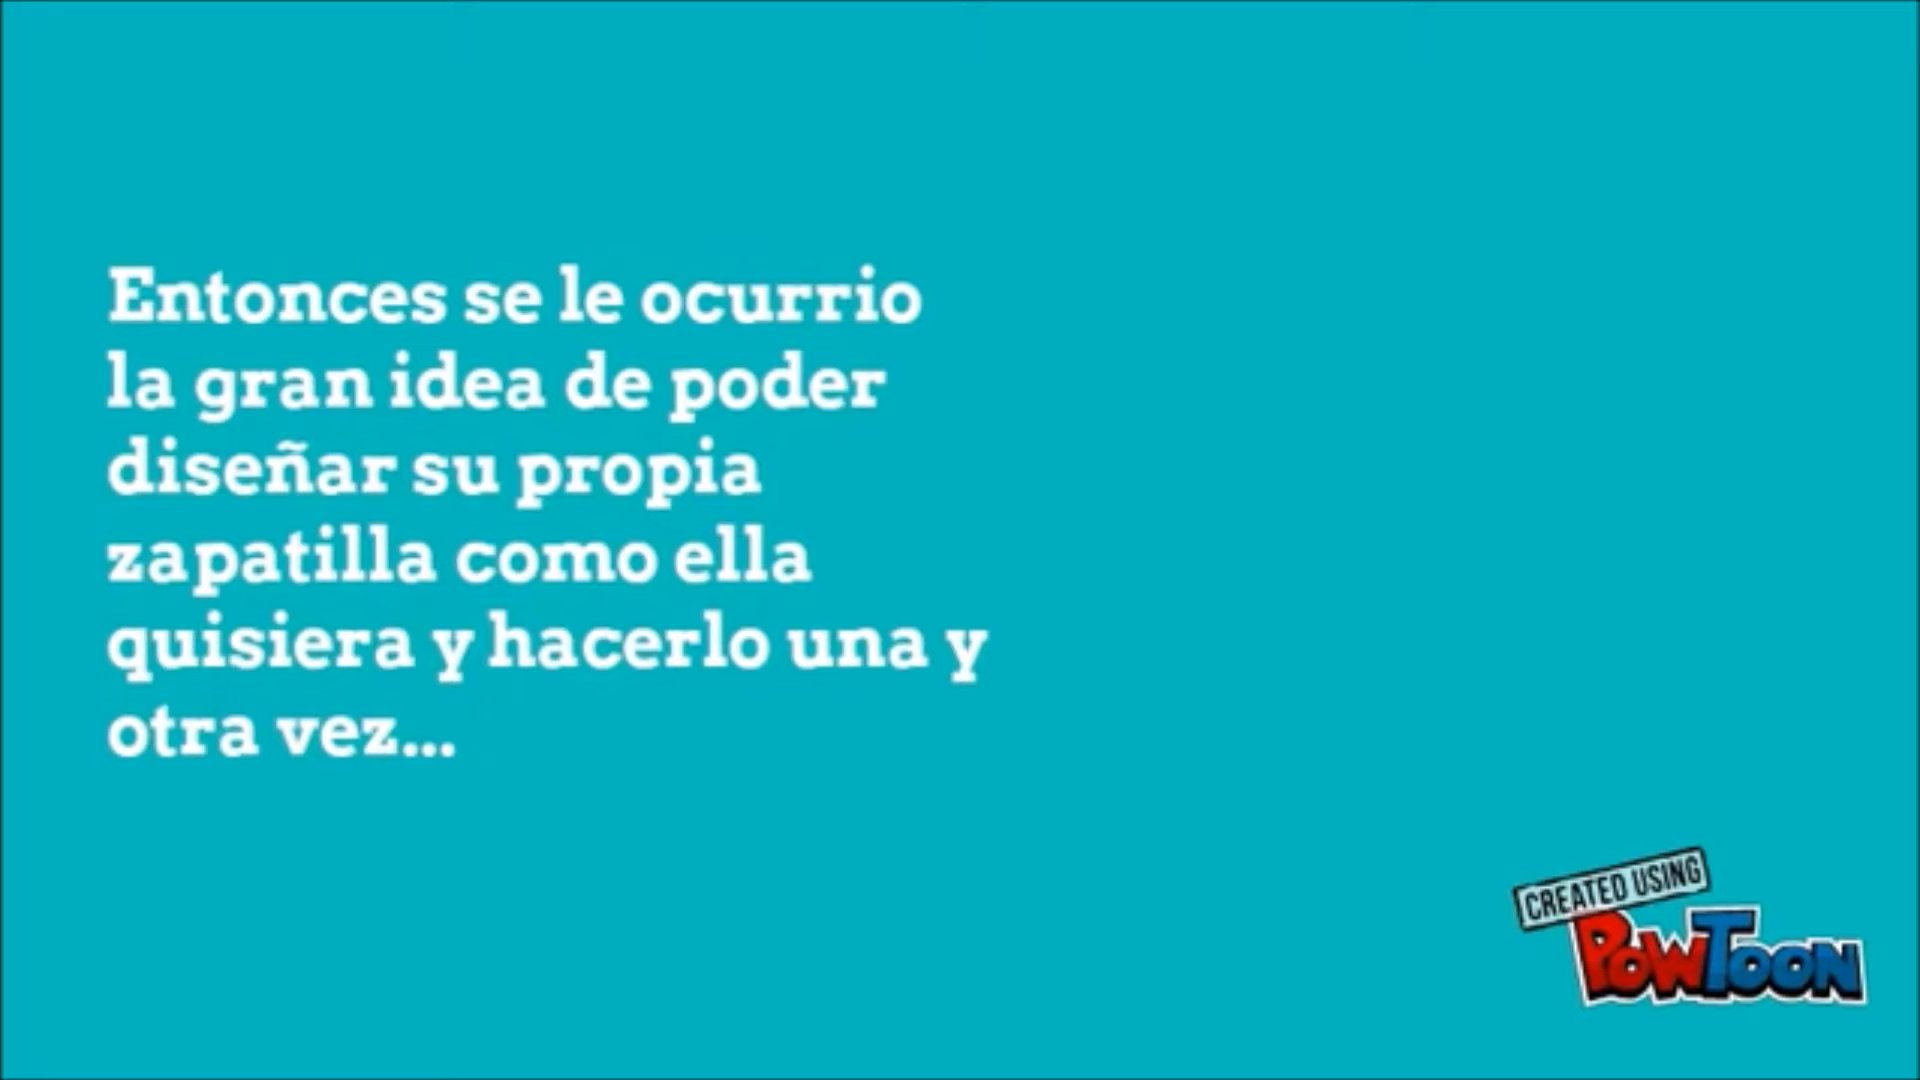 Entonces se le ocurrio
la gran idea de poder
diseñar su propia
zapatilla como ella
quisiera y hacerlo una y
otra vez...
CREATED USING
POWTOON